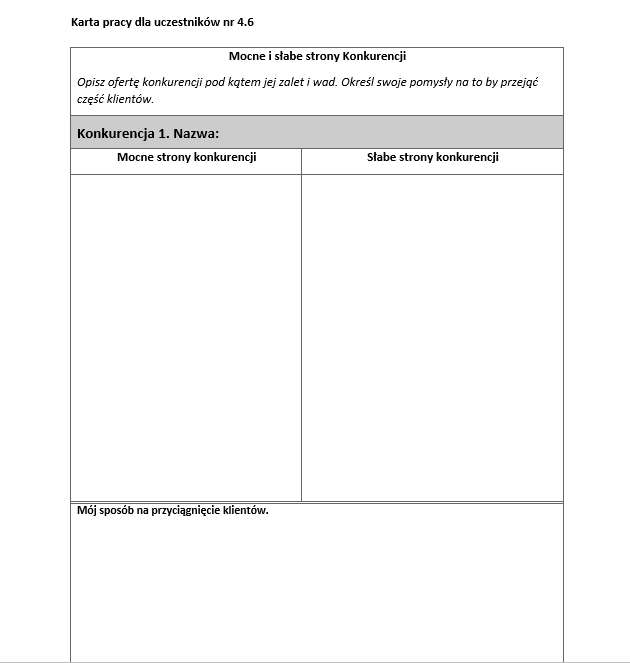 Karta pracy dla uczestników nr 4.6
Mocne i słabe strony Konkurencji
Opisz ofertę konkurencji pod kątem jej zalet i wad. Określ swoje pomysły na to by przejąć
część klientów.
Konkurencja 1. Nazwa:
Mocne strony konkurencji
Słabe strony konkurencji
Mój sposób na przyciągnięcie klientów.